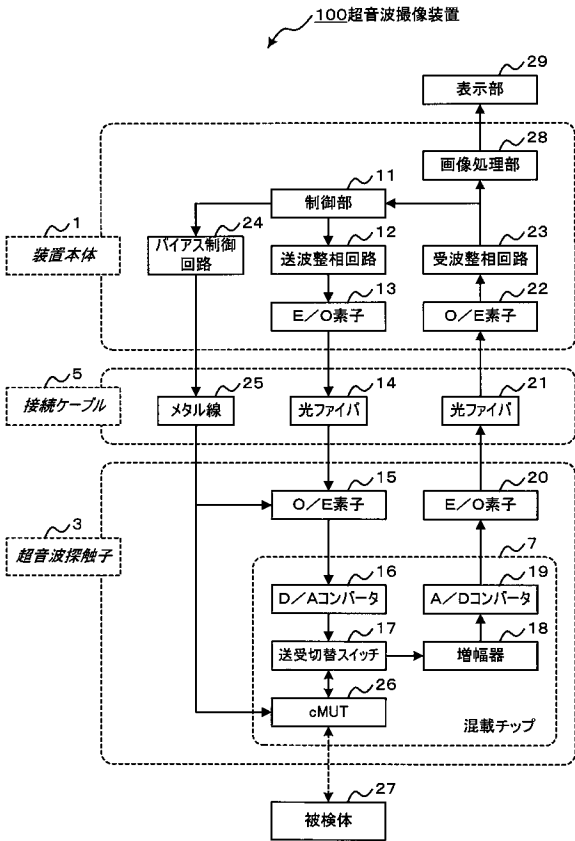 100超音波撮像装置
29
表示部
28
画像処理部
11
制御部
1
装置本体
24
バイアス制御
回路
12
送波整相回路
23
受波整相回路
13
E/O素子
22
O/E素子
5
接続ケーブル
25
メタル線
14
光ファイバ
21
光ファイバ
3
超音波探触子
15
O/E素子
20
E/O素子
7
16
D/Aコンバータ
19
A/Dコンバータ
17
送受切替スイッチ
18
増幅器
26
cMUT
混載チップ
27
被検体